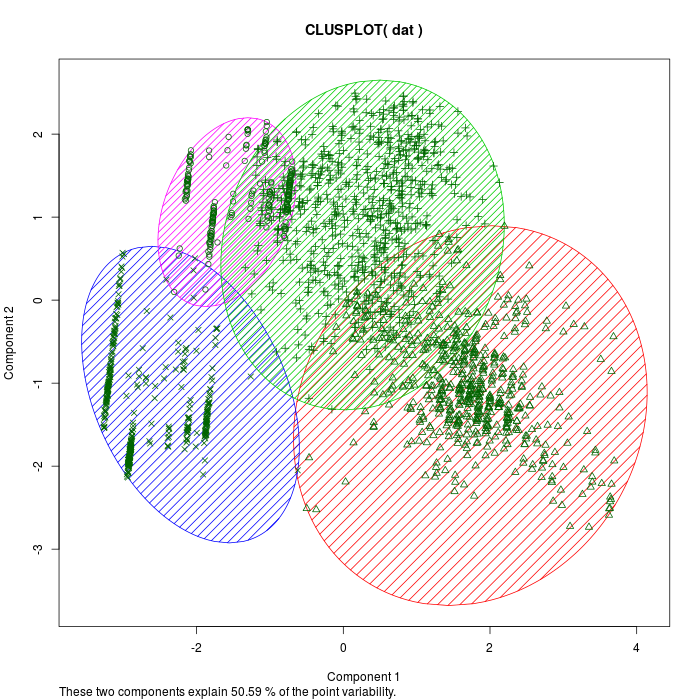 CLUSPLOT( dat )
2
1
0
-1
-2
-3
Component 2
-2
0
2
4
Component 1
These two components explain 50.59 % of the point variability.